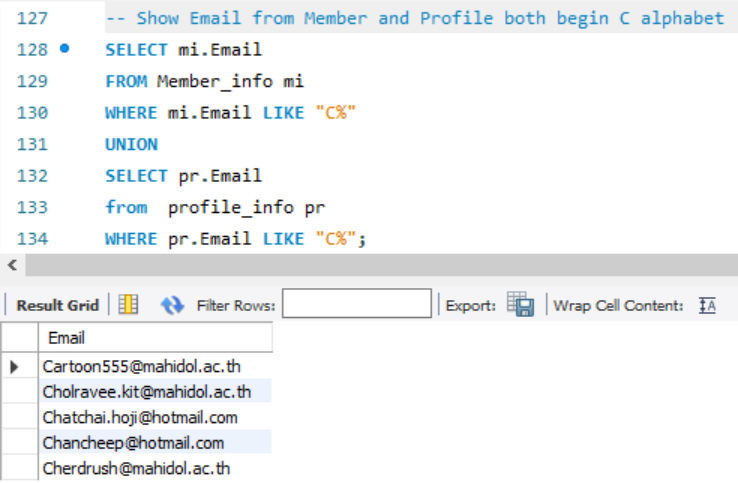 127 -- Show Email from Member and Profile both begin C alphabet
128 SELECT mi.Email
129 FROM Member_info mi
130 WHERE mi.Email LIKE "C%"
131 UNION
132 SELECT pr.Email
133 from  profile_info pr
134 WHERE pr.Email LIKE "C%";
Result Grid Filter Rows: Export: Wrap Cell Content: IA
Email
Cartoon555@mahidol.ac.th
Cholravee.kit@mahidol.ac.th
Chatchai.hoji@hotmail.com
Chancheep@hotmail.com
Cherdrush@mahidol.ac.th